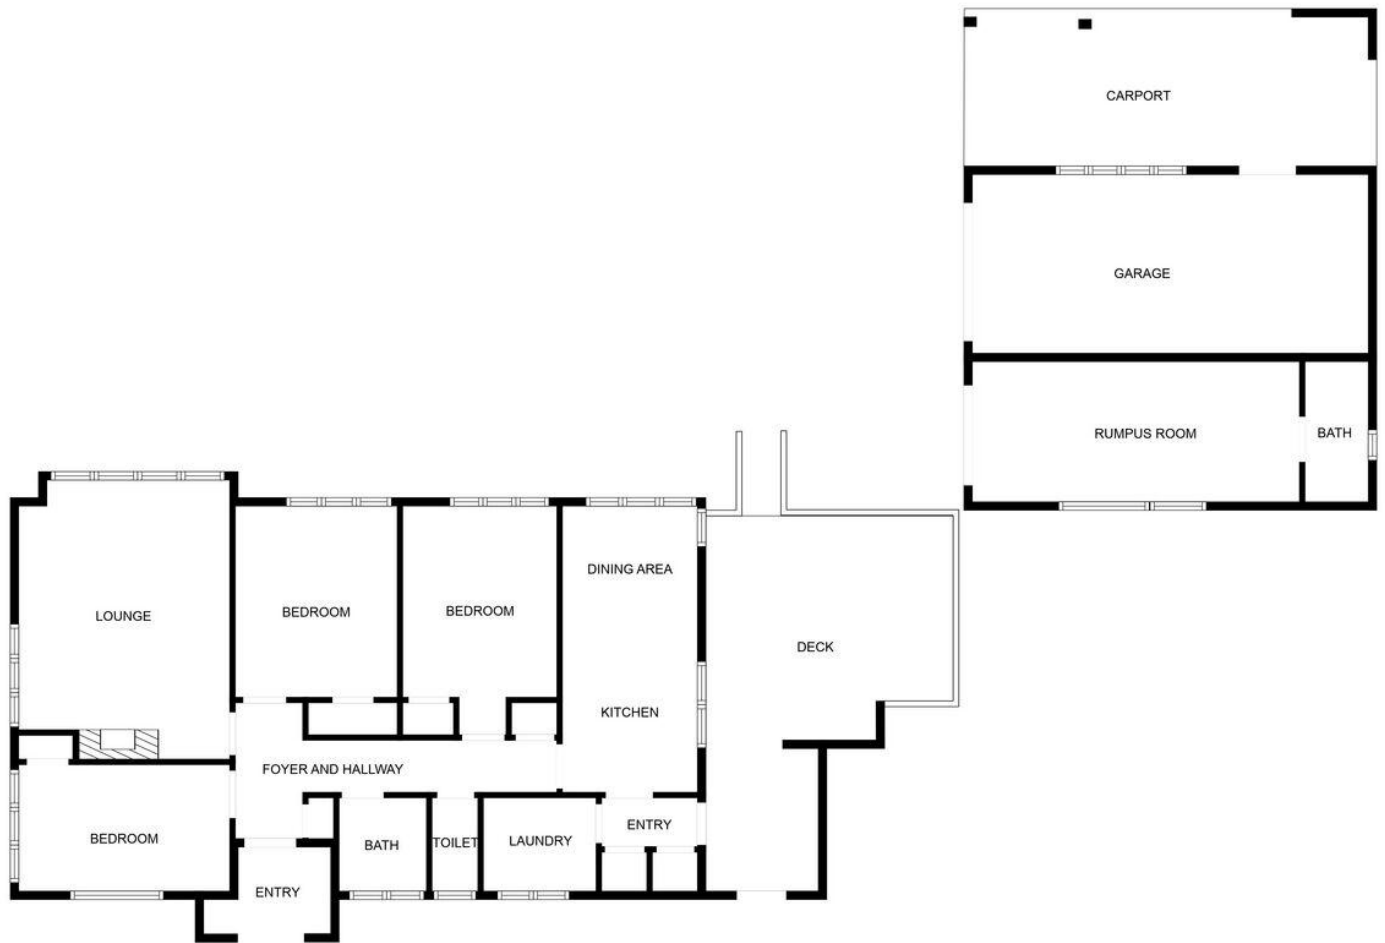 CARPORT
GARAGE
RUMPUS ROOM
BATH
DINING AREA
LOUNGE
BEDROOM
BEDROOM
DECK
KITCHEN
FOYER AND HALLWAY
BEDROOM
BATH
TOILET
LAUNDRY
ENTRY
ENTRY